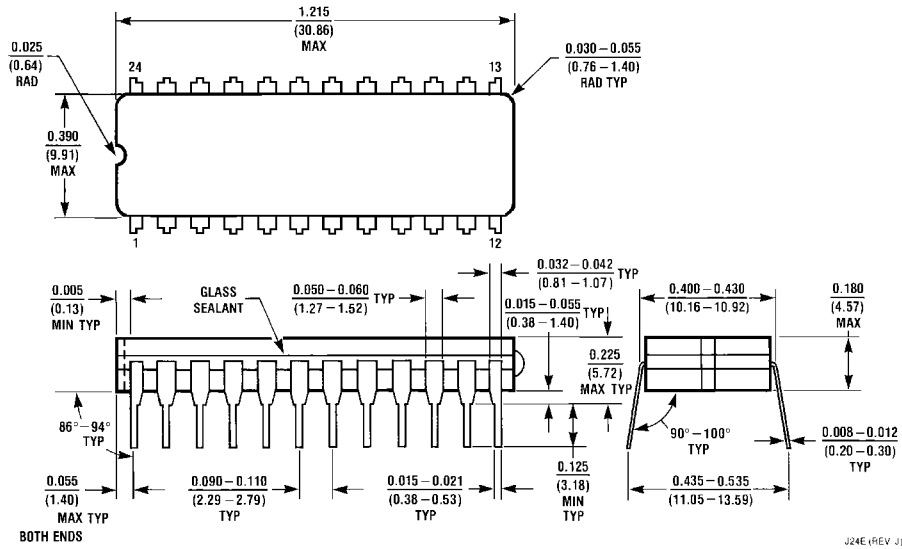 1.215
(30.86)
MAX
0.025
(0.64)
RAD
24
13
0.030–0.055
(0.76–1.40)
RAD TYP
0.390
(9.91)
MAX
1
12
0.005
(0.13)
MIN TYP
GLASS
SEALANT
0.050–0.060
(1.27–1.52)
TYP
0.032–0.042
(0.81–1.07)
TYP
0.015–0.055
(0.38–1.40)
TYP
0.400–0.430
(10.16–10.92)
0.180
(4.57)
MAX
0.225
(5.72)
MAX TYP
86°–94°
TYP
90°–100°
TYP
0.008–0.012
(0.20–0.30)
TYP
0.055
(1.40)
MAX TYP
BOTH ENDS
0.090–0.110
(2.29–2.79)
TYP
0.015–0.021
(0.38–0.53)
TYP
0.125
(3.18)
MIN
TYP
0.435–0.535
(11.05–13.59)
J24E (REV J)